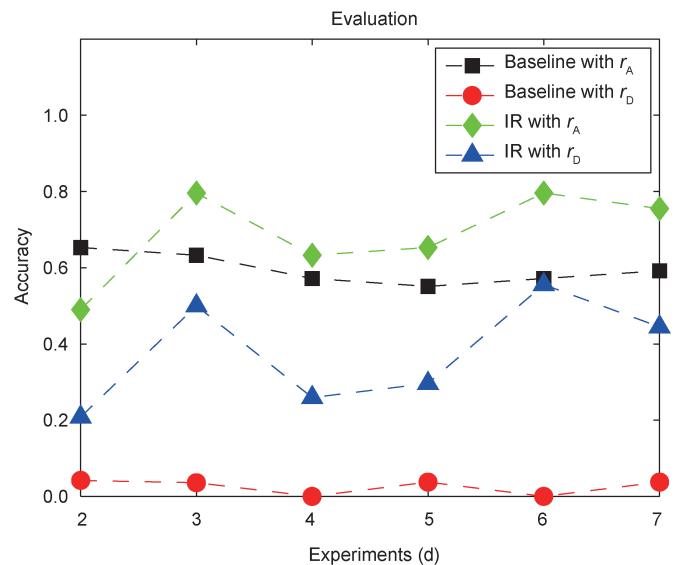 Evaluation
Baseline with rA
Baseline with rD
IR with rA
IR with rD
1.0
0.8
0.6
0.4
0.2
0.0
Accuracy
2 3 4 5 6 7
Experiments (d)